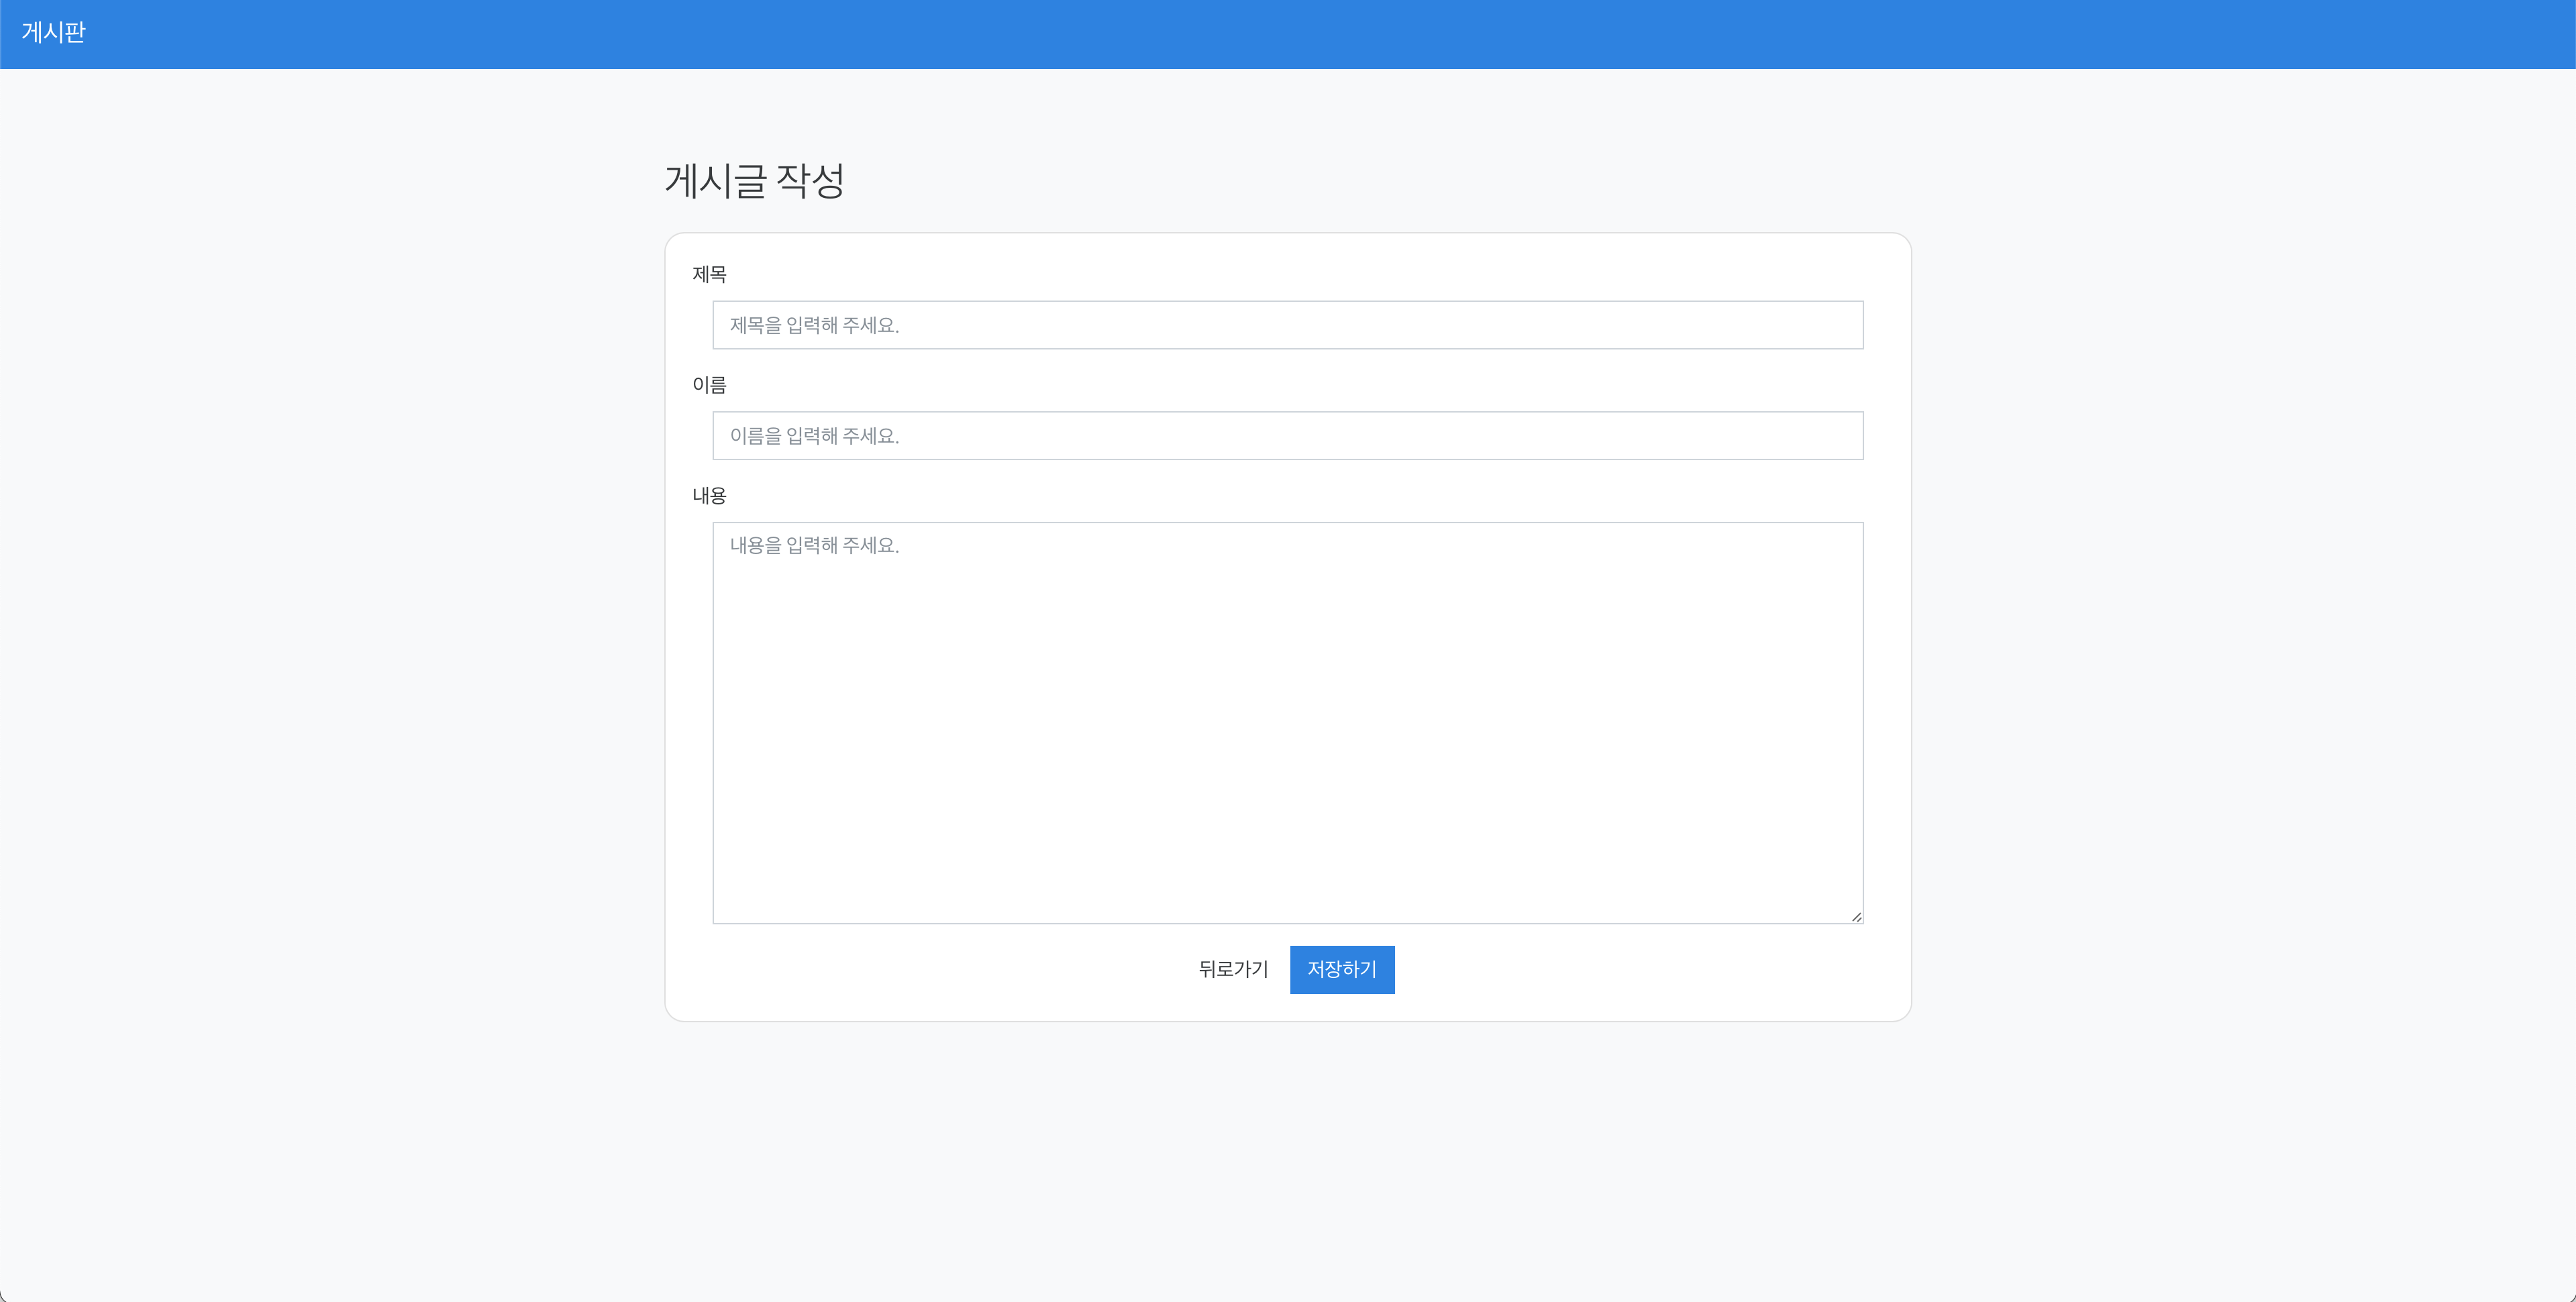 게시판
게시글 작성
제목
제목을 입력해 주세요.
이름
이름을 입력해 주세요.
내용
내용을 입력해 주세요.
뒤로가기 저장하기